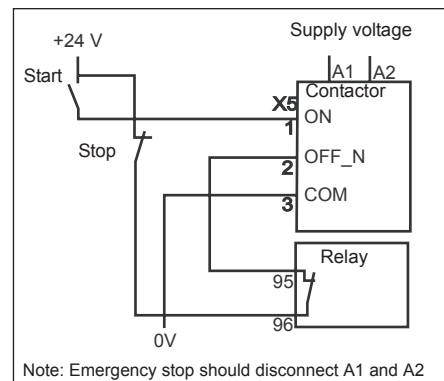 Supply voltage
+24 V
A1 A2
Start
Contactor
X5
1 ON
Stop
2 OFF_N
3 COM
Relay
95
96
0V
Note: Emergency stop should disconnect A1 and A2